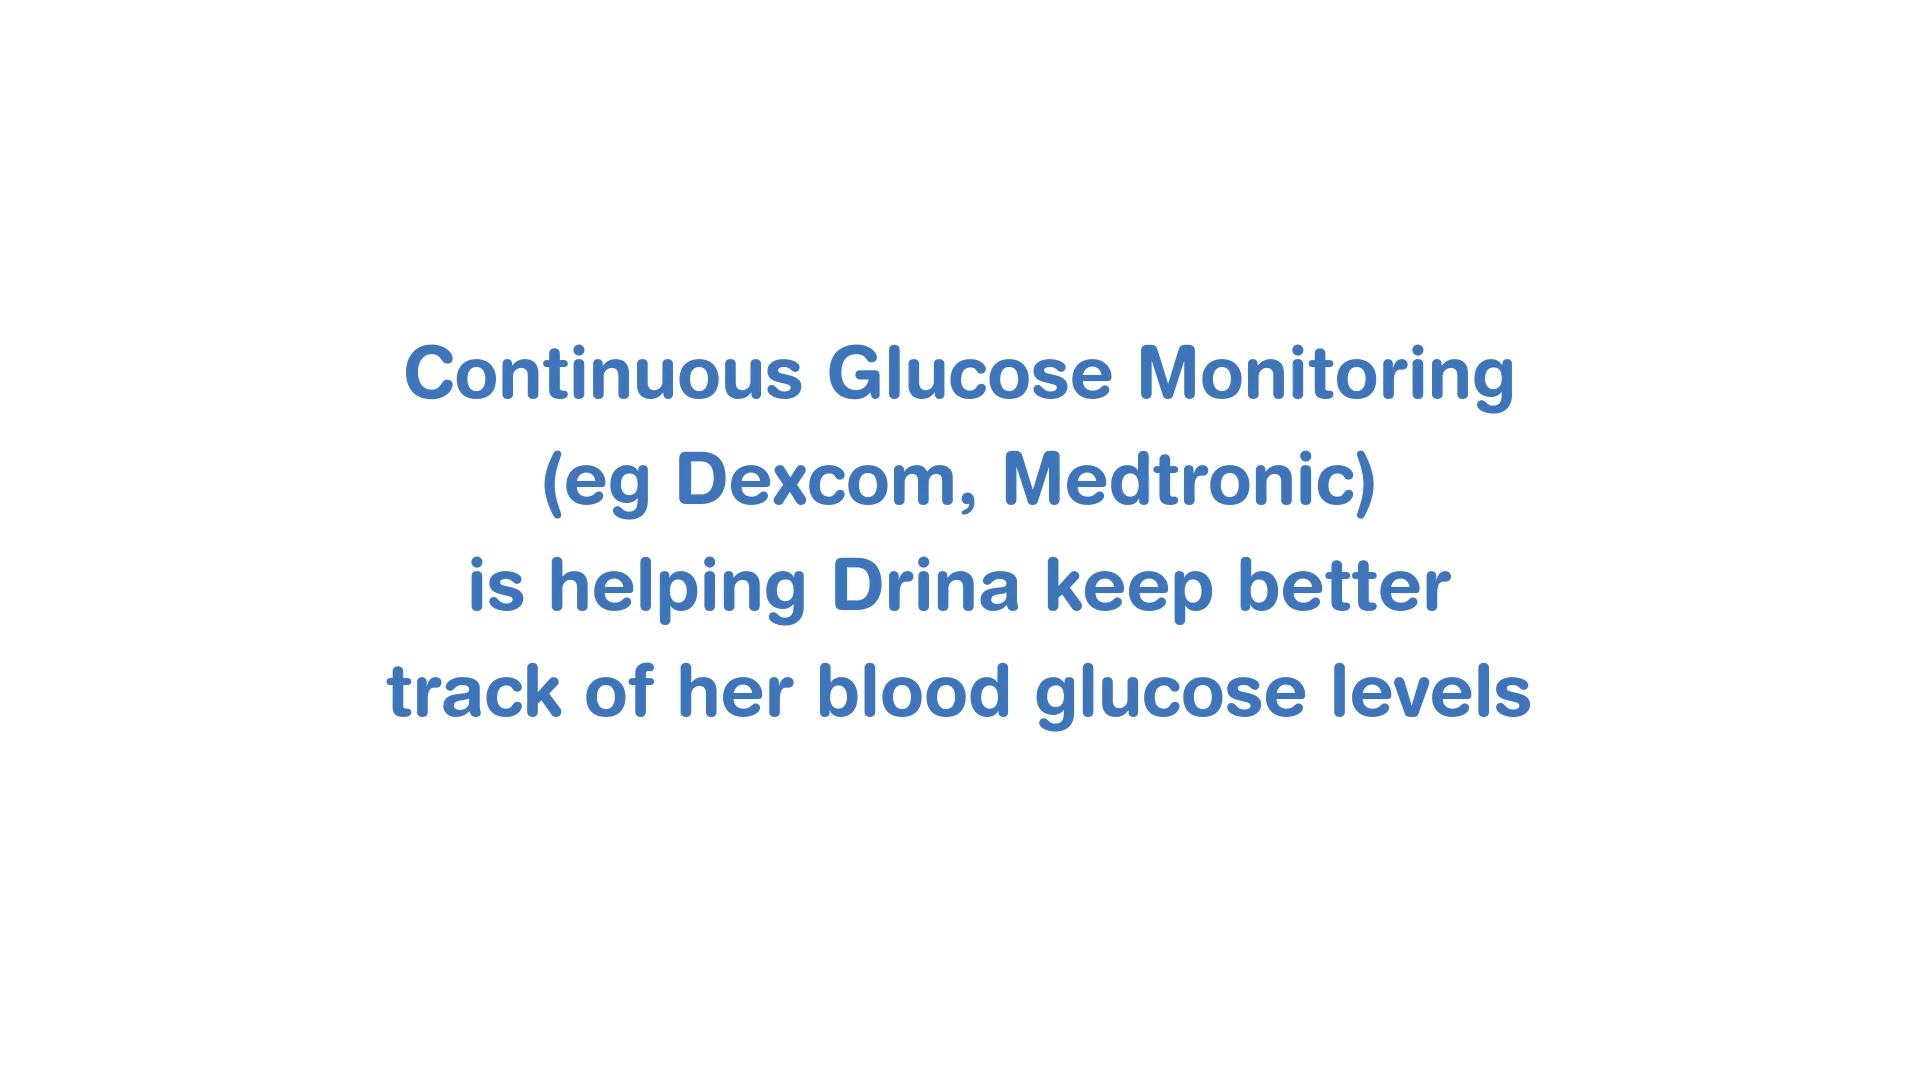 Continuous Glucose Monitoring
(eg Dexcom, Medtronic)
is helping Drina keep better
track of her blood glucose levels